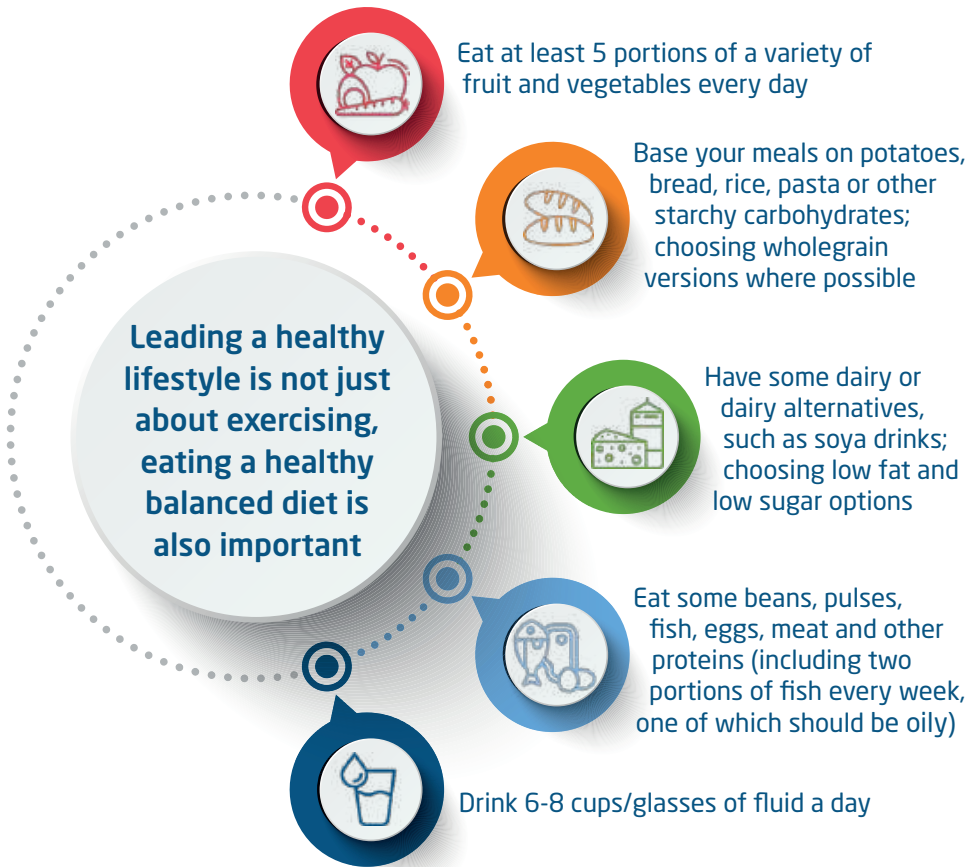 Eat at least 5 portions of a variety of
fruit and vegetables every day
Base your meals on potatoes,
bread, rice, pasta or other
starchy carbohydrates;
choosing wholegrain
versions where possible
Leading a healthy
lifestyle is not just
about exercising,
eating a healthy
balanced diet is
also important
Have some dairy or
dairy alternatives,
such as soya drinks;
choosing low fat and
low sugar options
Eat some beans, pulses,
fish, eggs, meat and other
proteins (including two
portions of fish every week,
one of which should be oily)
Drink 6-8 cups/glasses of fluid a day